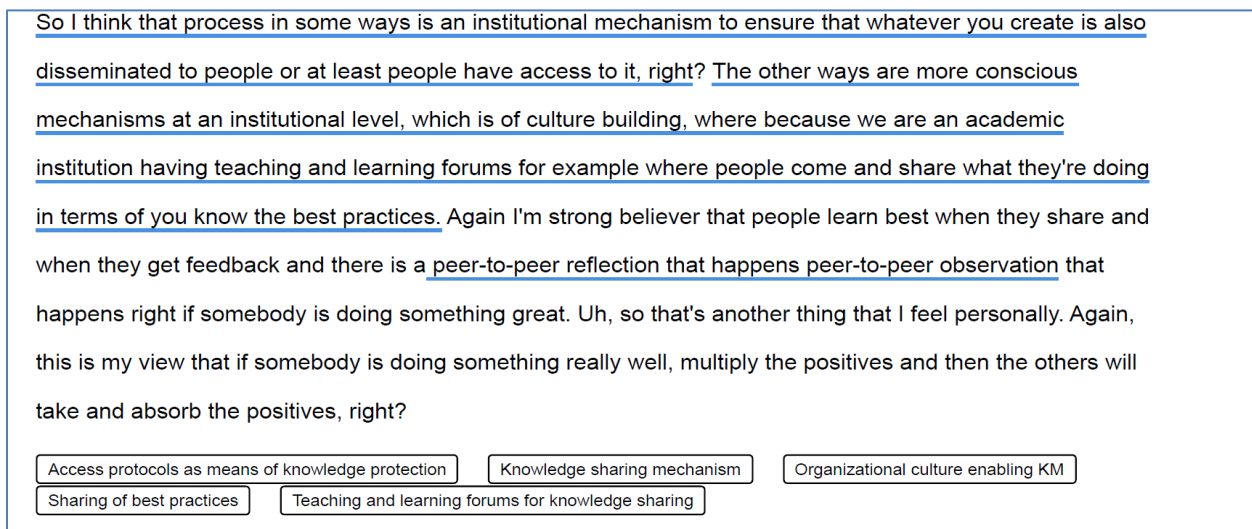 So I think that process in some ways is an institutional mechanism to ensure that whatever you create is also
disseminated to people or at least people have access to it, right? The other ways are more conscious
mechanisms at an institutional level, which is of culture building, where because we are an academic
institution having teaching and learning forums for example where people come and share what they're doing
in terms of you know the best practices. Again I'm strong believer that people learn best when they share and
when they get feedback and there is a peer-to-peer reflection that happens peer-to-peer observation that
happens right if somebody is doing something great. Uh, so that's another thing that I feel personally. Again,
this is my view that if somebody is doing something really well, multiply the positives and then the others will
take and absorb the positives, right?
Access protocols as means of knowledge protection Knowledge sharing mechanism Organizational culture enabling KM
Sharing of best practices Teaching and learning forums for knowledge sharing